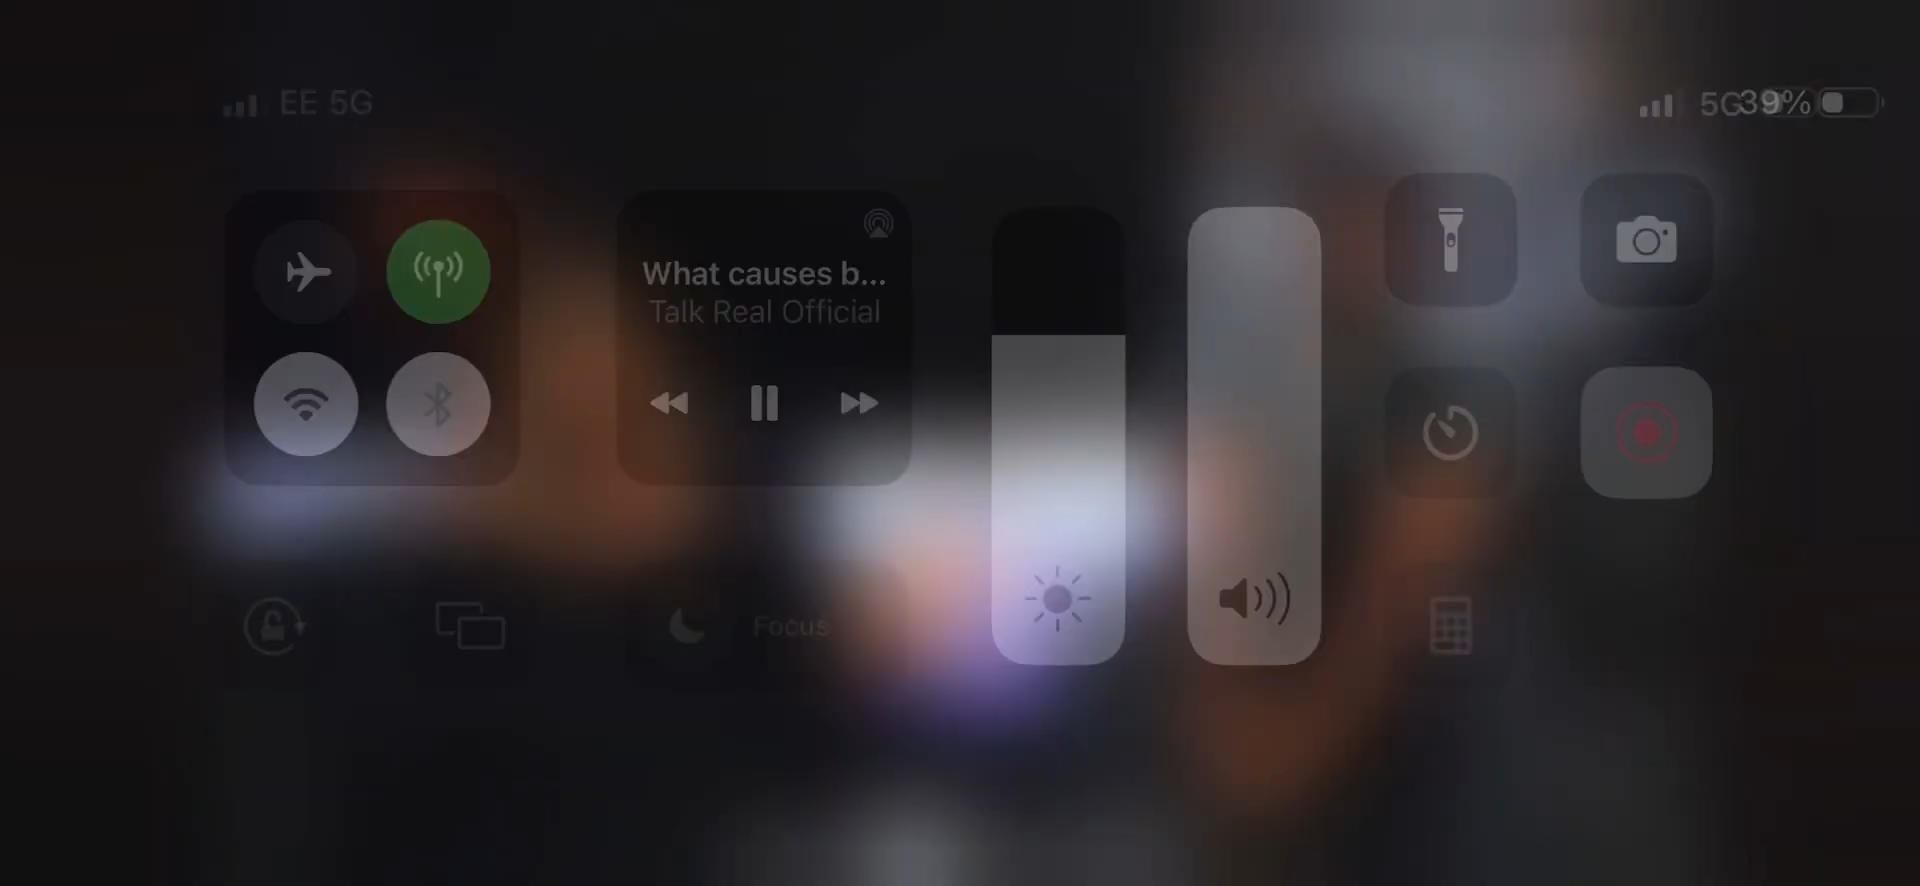 EE 5G
5G 39%
What causes b...
Talk Real Official
Focus